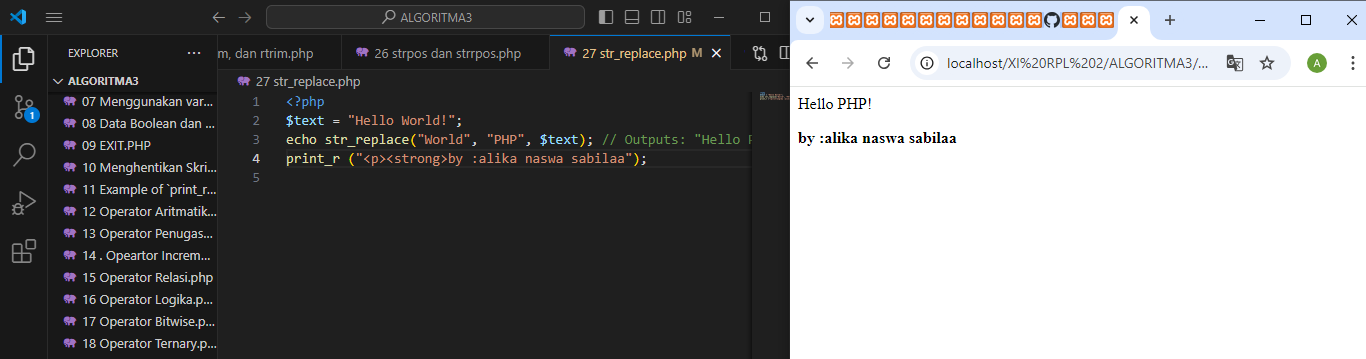 ALGORITMA3
EXPLORER
m, dan rtrim.php
26 strpos dan strrpos.php
27 str_replace.php M
ALGORITMA3
27 str_replace.php
07 Menggunakan var...
08 Data Boolean dan ...
09 EXIT.PHP
10 Menghentikan Skri...
11 Example of `print_r...
12 Operator Aritmatik...
13 Operator Penugas...
14 . Opeartor Increm...
15 Operator Relasi.php
16 Operator Logika.p...
17 Operator Bitwise.p...
18 Operator Ternary.p...
1
1 <?php
2 $text = "Hello World!";
3 echo str_replace("World", "PHP", $text); // Outputs: "Hello P
4 print_r ("<p><strong>by :alika naswa sabilaa");
5
localhost/XI%20RPL%202/ALGORITMA3/...
A
Hello PHP!
by :alika naswa sabilaa